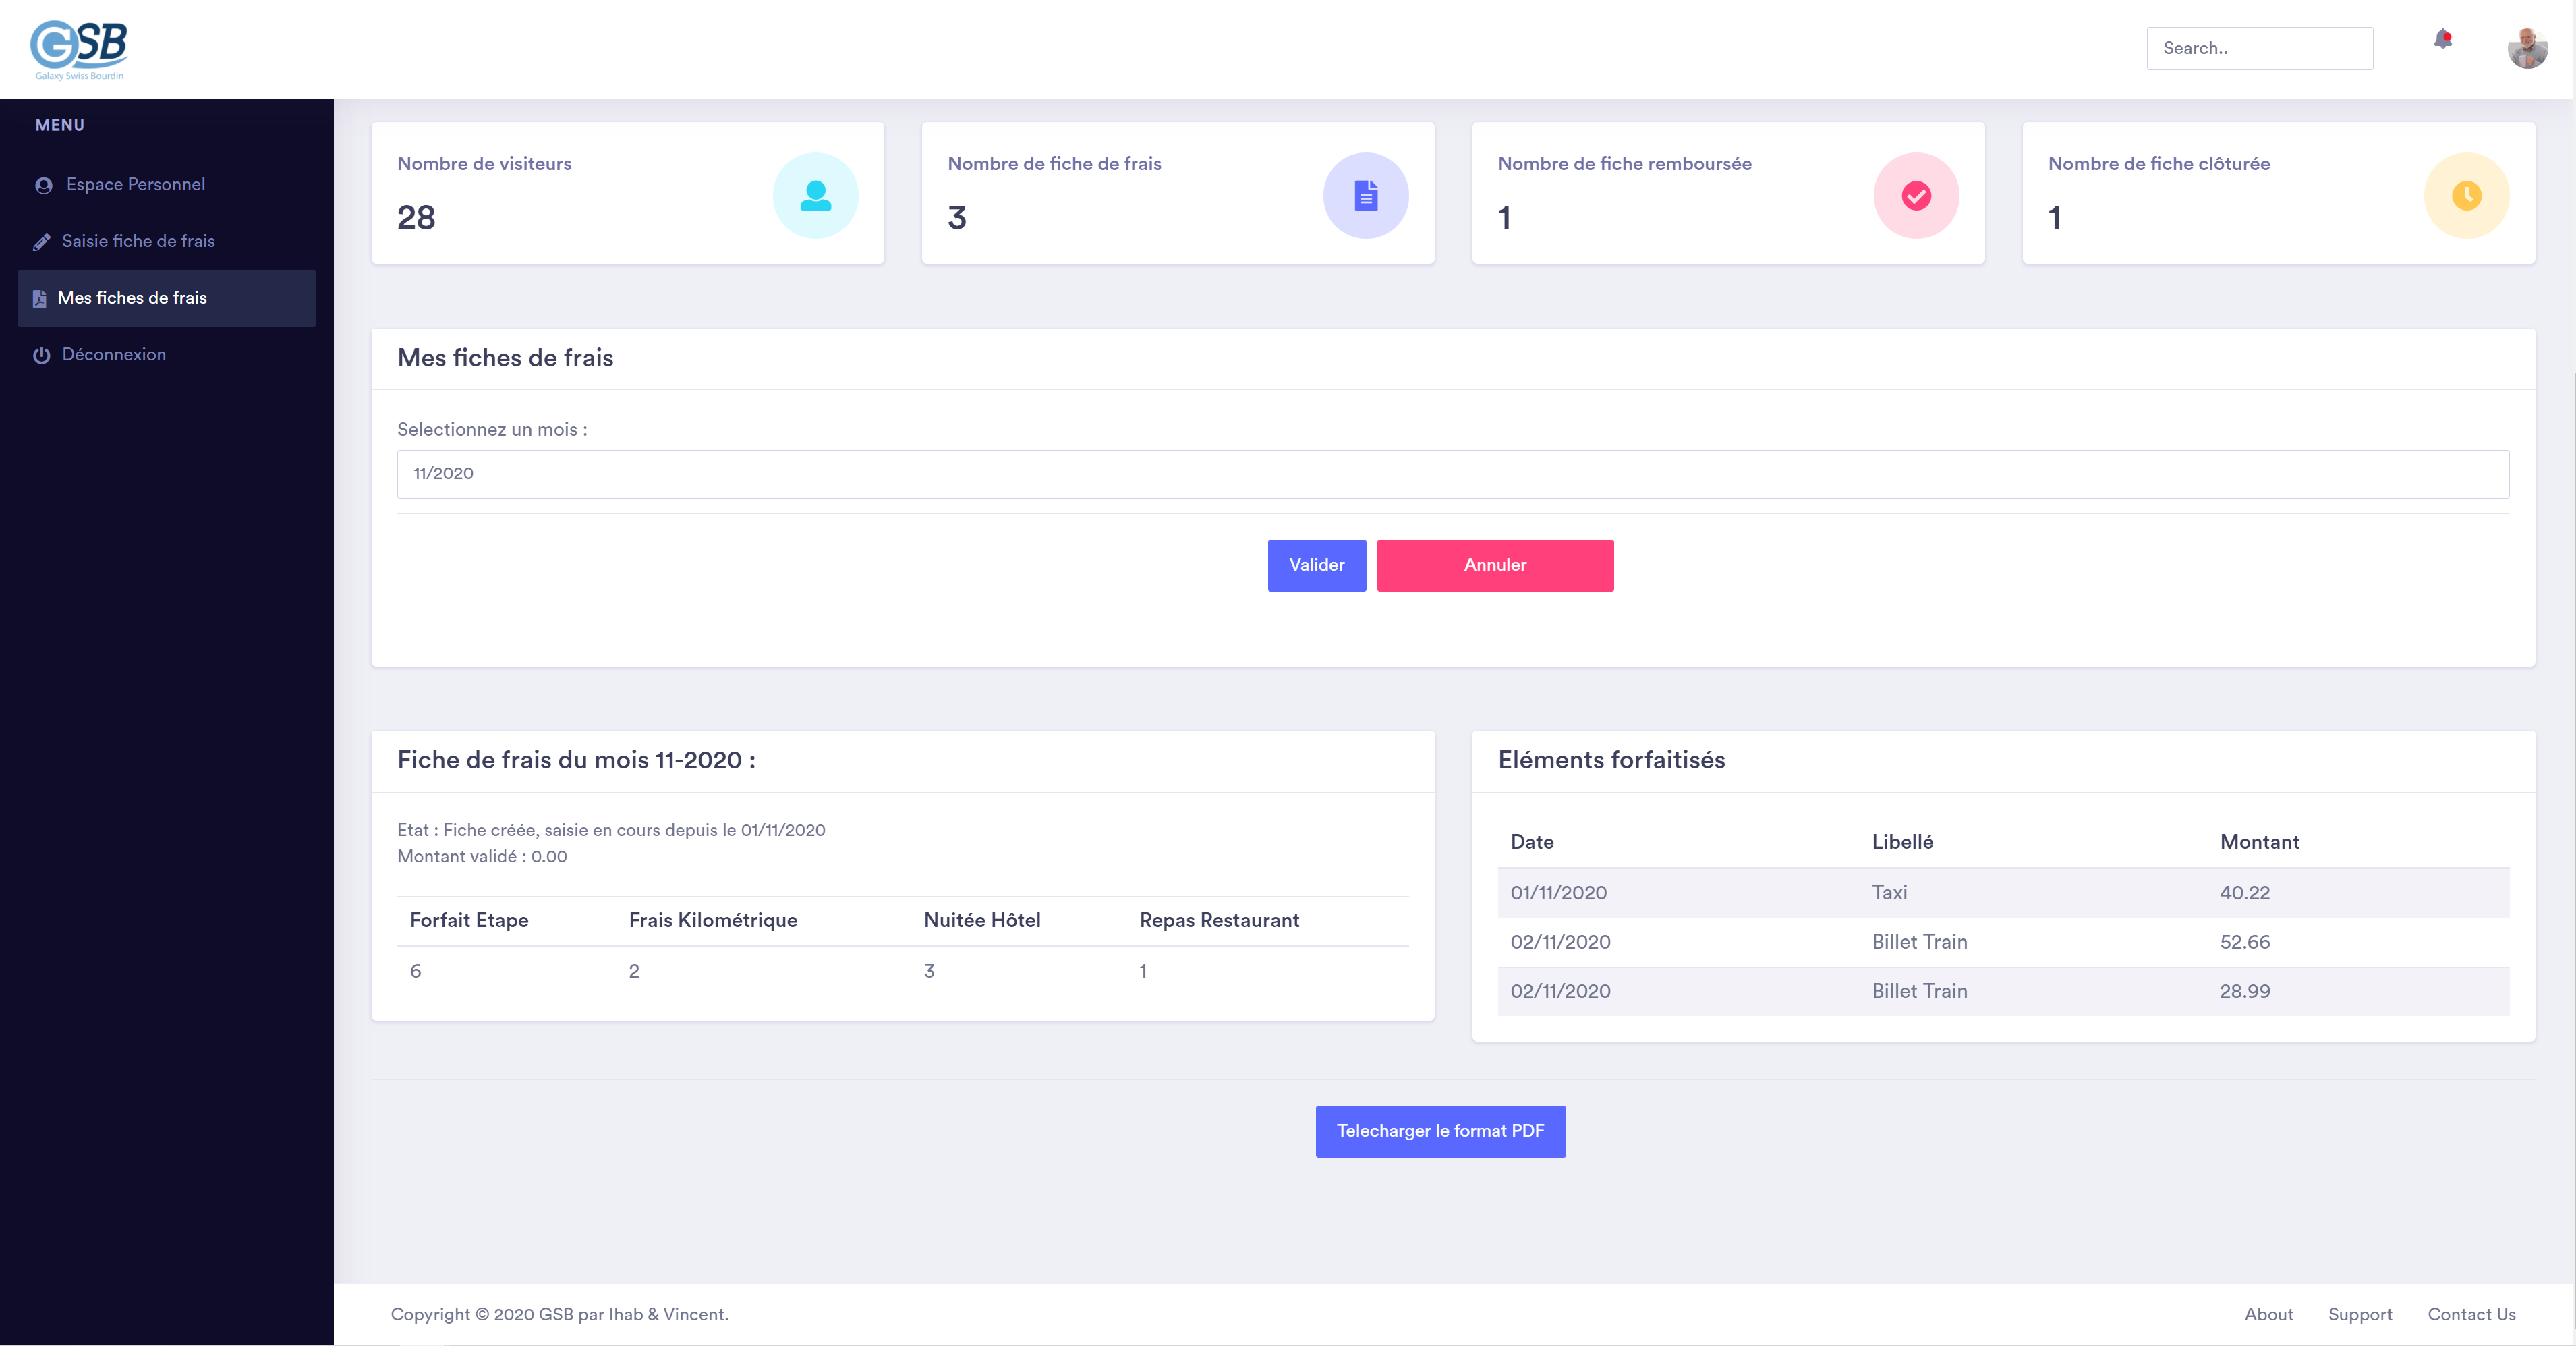 GSB
Galaxy Swiss Bourdin
Search..
MENU
Espace Personnel
Saisie fiche de frais
Mes fiches de frais
Déconnexion
Nombre de visiteurs
28
Nombre de fiche de frais
3
Nombre de fiche remboursée
1
Nombre de fiche clôturée
1
Mes fiches de frais
Selectionnez un mois :
11/2020
Valider Annuler
Fiche de frais du mois 11-2020 :
Etat : Fiche créée, saisie en cours depuis le 01/11/2020
Montant validé : 0.00
Forfait Etape Frais Kilométrique Nuitée Hôtel Repas Restaurant
6 2 3 1
Eléments forfaitisés
Date Libellé Montant
01/11/2020 Taxi 40.22
02/11/2020 Billet Train 52.66
02/11/2020 Billet Train 28.99
Telecharger le format PDF
Copyright © 2020 GSB par Ihab & Vincent.
About Support Contact Us